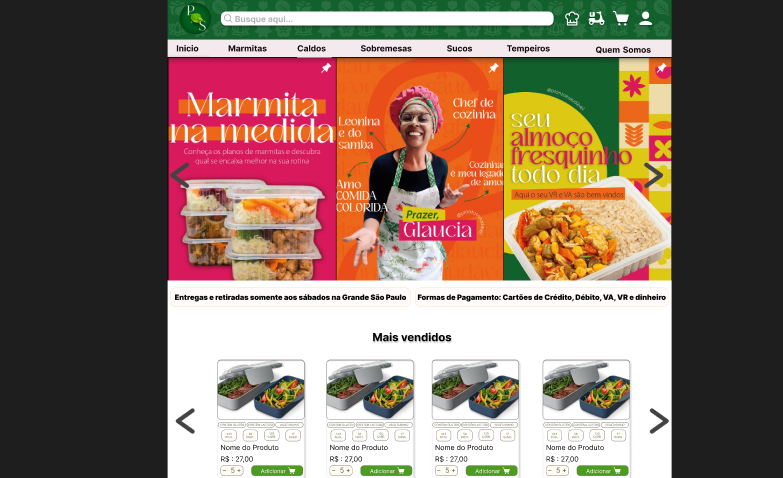 P
S
Busque aqui...
Inicio Marmitas Caldos Sobremesas Sucos Tempeiros Quem Somos
Marmita
na medida
Conheça os planos de marmitas e descubra
qual se encaixa melhor na sua rotina
Leonina
e do
samba
Chef de
cozinha
Cozinha
é meu legado
de amor
Amo
COMIDA
COLORIDA
Prazer,
Glaucia
seu
almoço
fresquinho
todo dia
Aqui o seu VR e VA são bem vindos
Entregas e retiradas somente aos sábados na Grande São Paulo
Formas de Pagamento: Cartões de Crédito, Débito, VA, VR e dinheiro
Mais vendidos
Nome do Produto
R$ : 27,00
- 5 + Adicionar
Nome do Produto
R$ : 27,00
- 5 + Adicionar
Nome do Produto
R$ : 27,00
- 5 + Adicionar
Nome do Produto
R$ : 27,00
- 5 + Adicionar